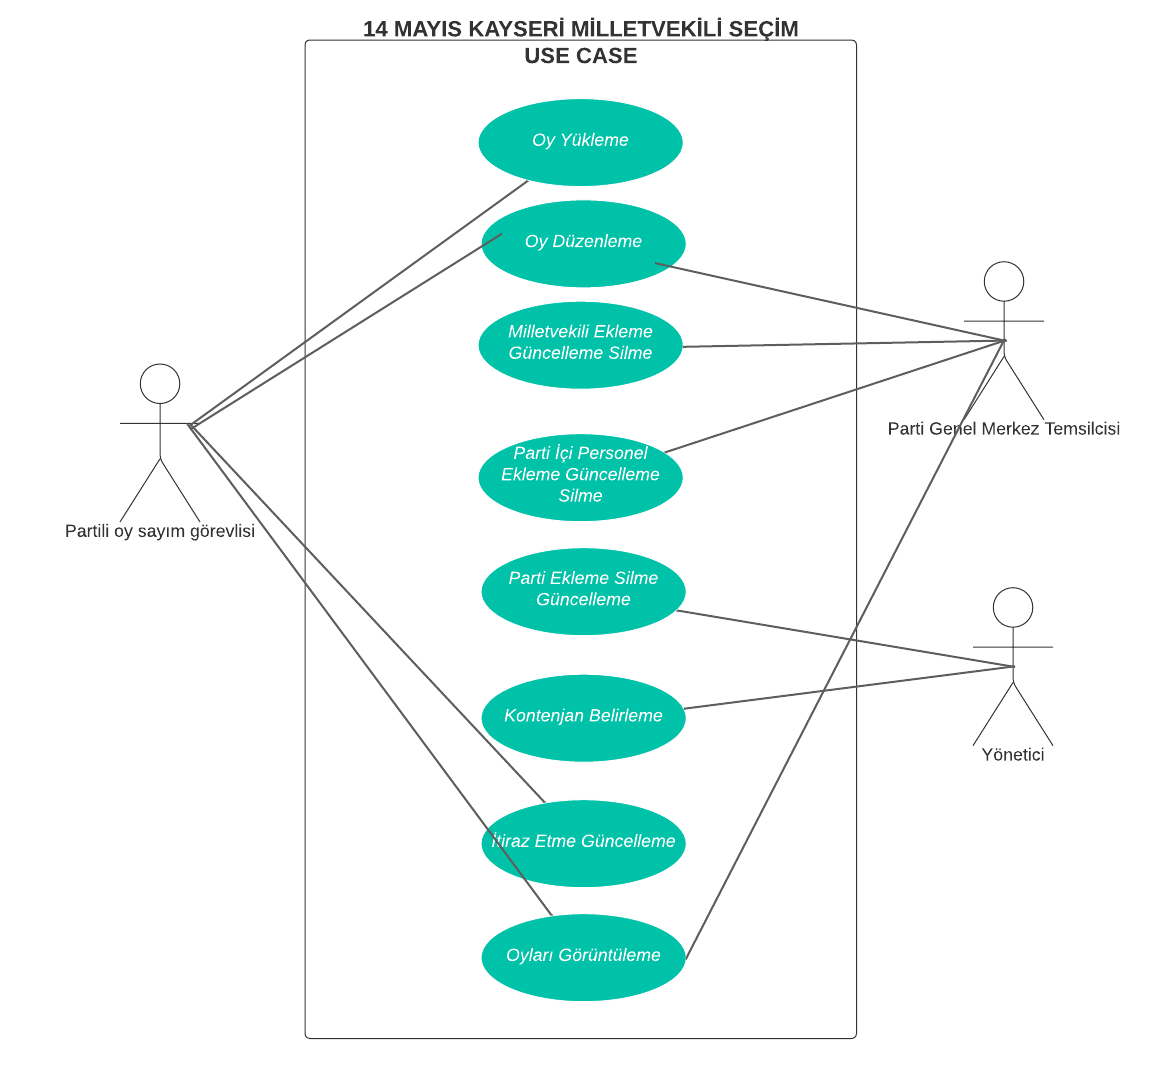 14 MAYIS KAYSERİ MİLLETVEKİLİ SEÇİM
USE CASE
Oy Yükleme
Oy Düzenleme
Milletvekili Ekleme
Güncelleme Silme
Parti Genel Merkez Temsilcisi
Parti İçi Personel
Ekleme Güncelleme
Silme
Partili oy sayım görevlisi
Parti Ekleme Silme
Güncelleme
Kontenjan Belirleme
Yönetici
İtiraz Etme Güncelleme
Oyları Görüntüleme